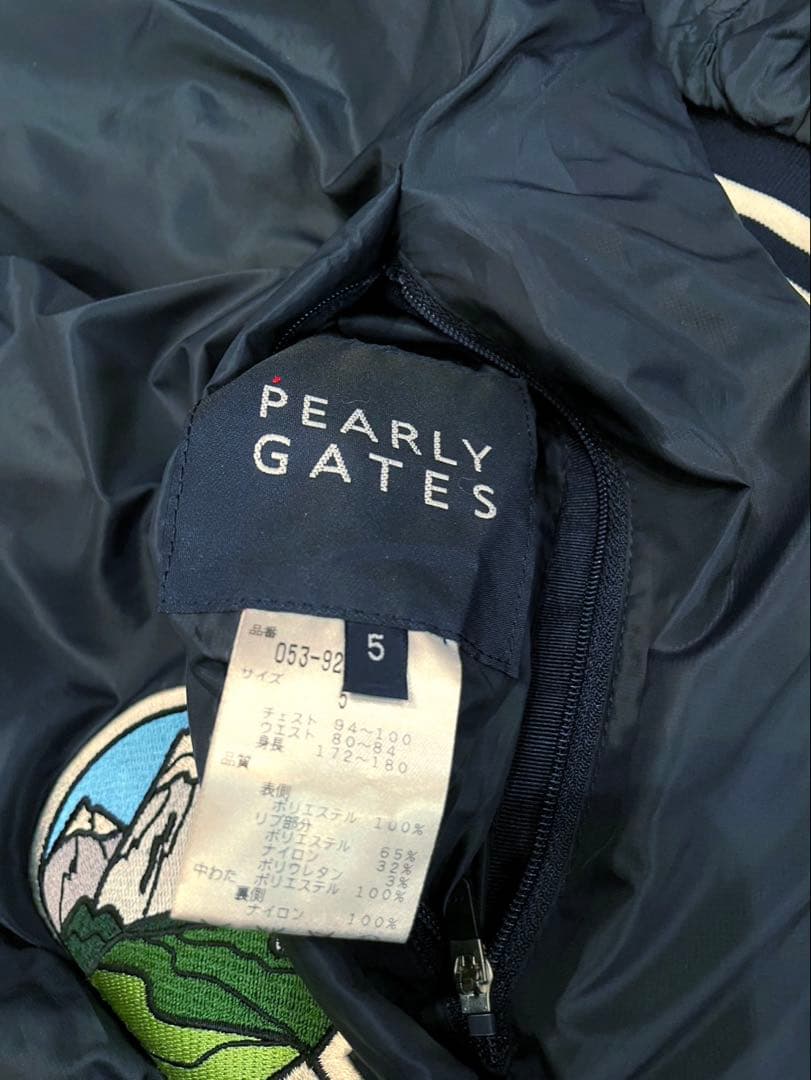 PEARLY
GATES
5
品番
053-92
サイズ
5
チェスト 94~100
ウエスト 80~84
身長 172~180
品質
表側
ポリエステル 100%
リブ部分
ポリエステル 65%
ナイロン 32%
ポリウレタン 3%
中わた ポリエステル 100%
裏側
ナイロン 100%